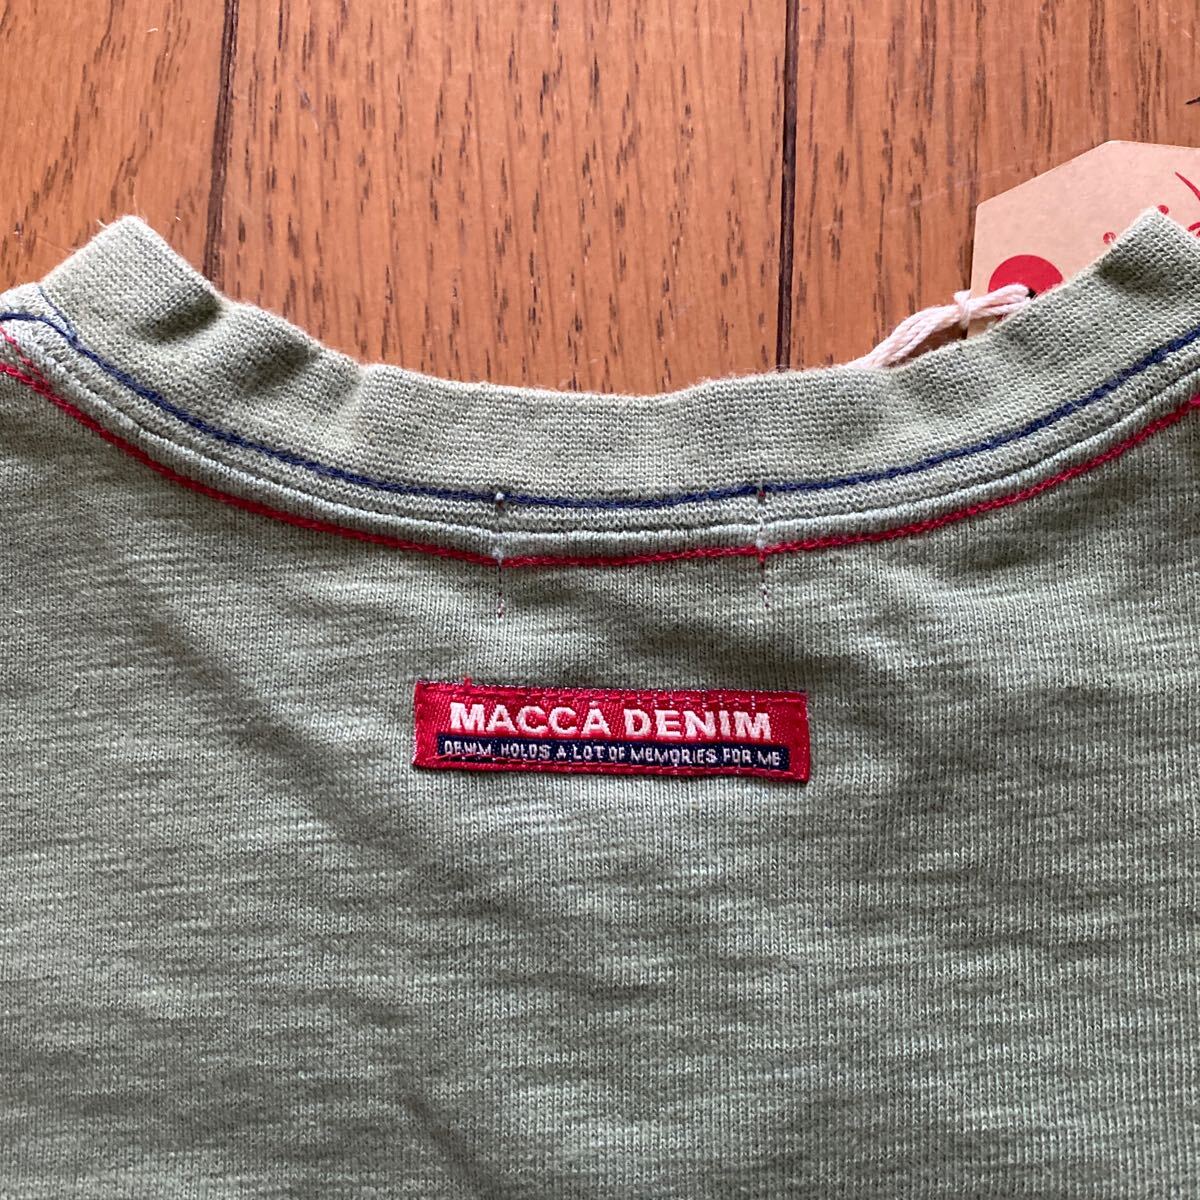 MACCA DENIM
DENIM HOLDS A LOT OF MEMORIES FOR ME